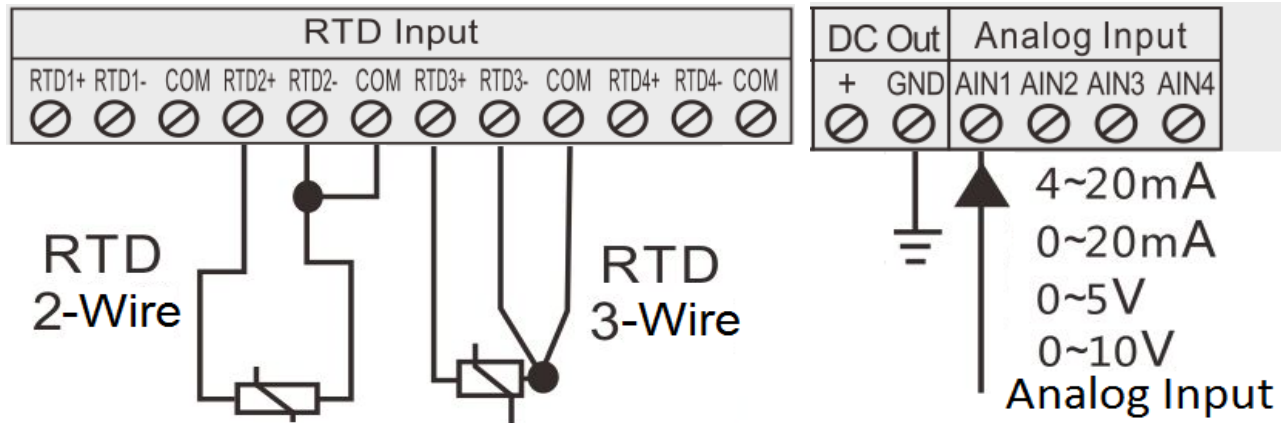 RTD Input
RTD1+ RTD1- COM RTD2+ RTD2- COM RTD3+ RTD3- COM RTD4+ RTD4- COM
RTD
2-Wire
RTD
3-Wire
DC Out Analog Input
+ GND AIN1 AIN2 AIN3 AIN4
4~20mA
0~20mA
0~5V
0~10V
Analog Input